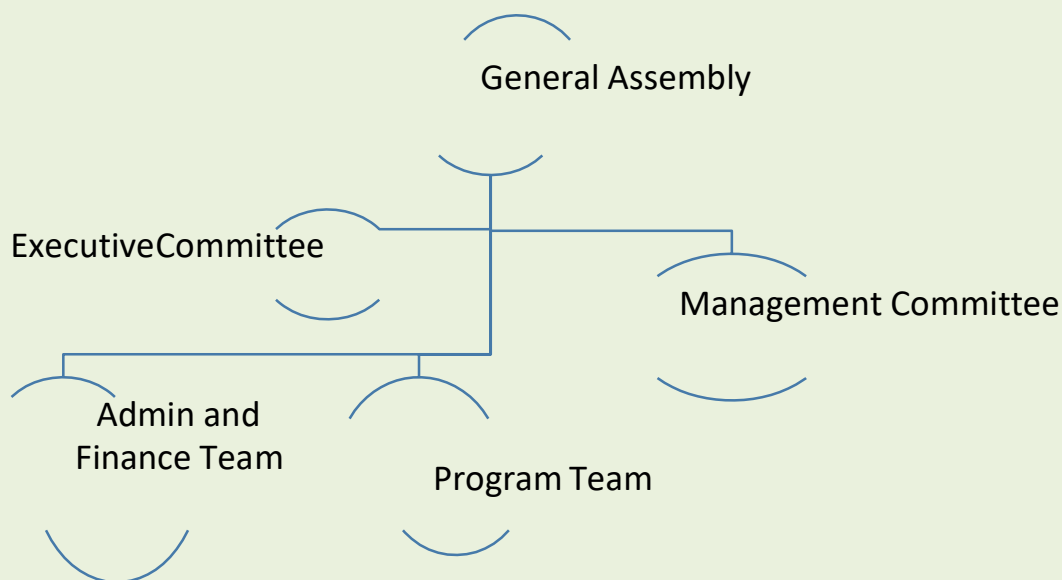 General Assembly
ExecutiveCommittee
Management Committee
Admin and
Finance Team
Program Team